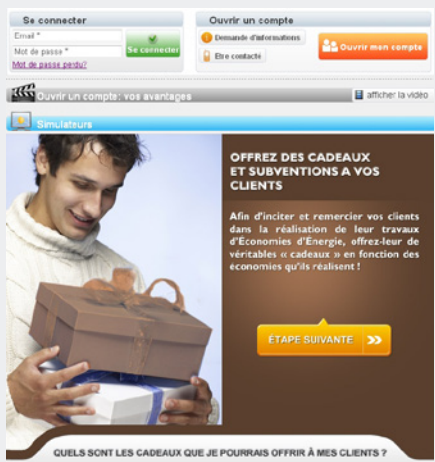 Se connecter
Email *
Mot de passe *
Se connecter
Mot de passe perdu?
Ouvrir un compte
Demande d'informations
Etre contacté
Ouvrir mon compte
Ouvrir un compte: vos avantages
afficher la vidéo
Simulateurs
OFFREZ DES CADEAUX
ET SUBVENTIONS A VOS
CLIENTS
Afin d'inciter et remercier vos clients
dans la réalisation de leur travaux
d'Économies d'Énergie, offrez-leur de
véritables « cadeaux » en fonction des
économies qu'ils réalisent !
ÉTAPE SUIVANTE
QUELS SONT LES CADEAUX QUE JE POURRAIS OFFRIR À MES CLIENTS ?